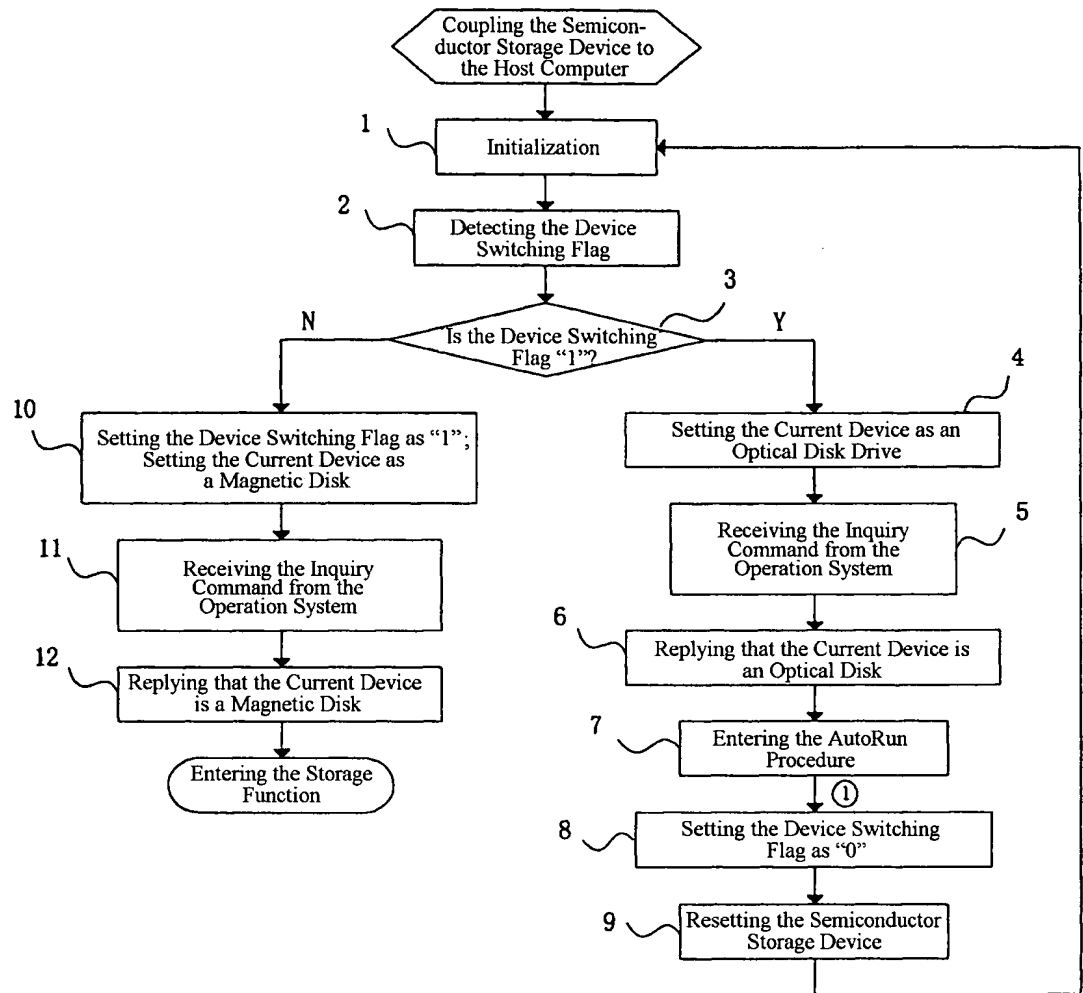 Coupling the Semicon-
ductor Storage Device to
the Host Computer
1
Initialization
2
Detecting the Device
Switching Flag
3
N
Y
Is the Device Switching
Flag “1”?
4
10
Setting the Device Switching Flag as “1”;
Setting the Current Device as
a Magnetic Disk
Setting the Current Device as an
Optical Disk Drive
5
11
Receiving the Inquiry
Command from the
Operation System
Receiving the Inquiry
Command from the
Operation System
6
12
Replying that the Current Device is
an Optical Disk
Replying that the Current Device
is a Magnetic Disk
7
Entering the AutoRun
Procedure
Entering the Storage
Function
①
8
Setting the Device Switching
Flag as “0”
9
Resetting the Semiconductor
Storage Device